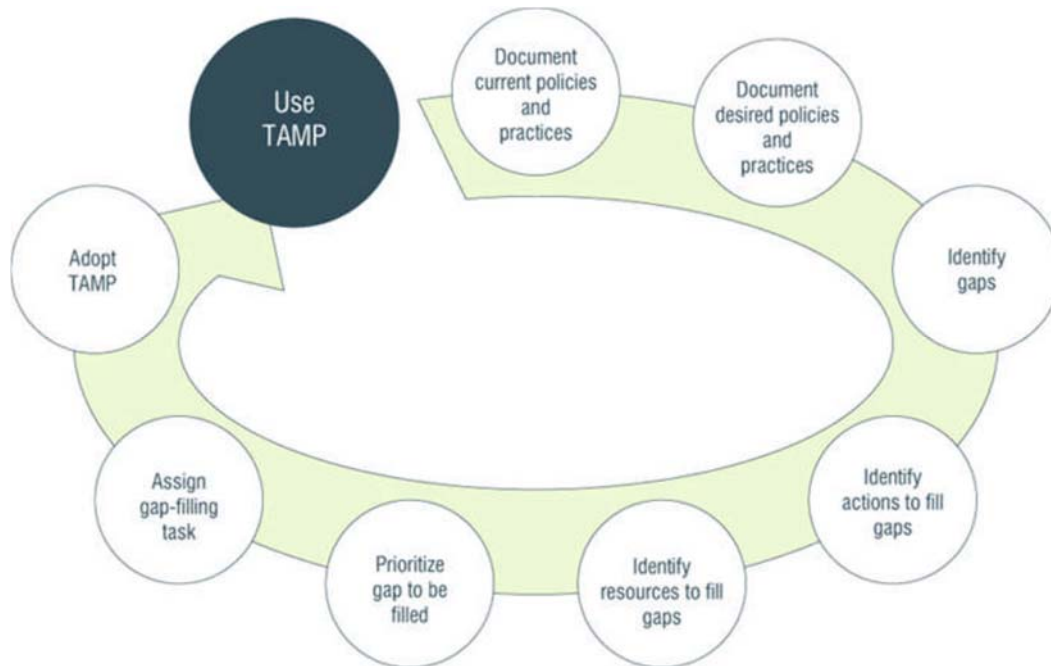 Use
TAMP
Document
current policies
and
practices
Document
desired policies
and
practices
Identify
gaps
Identify
actions to fill
gaps
Identify
resources to fill
gaps
Prioritize
gap to be
filled
Assign
gap-filling
task
Adopt
TAMP